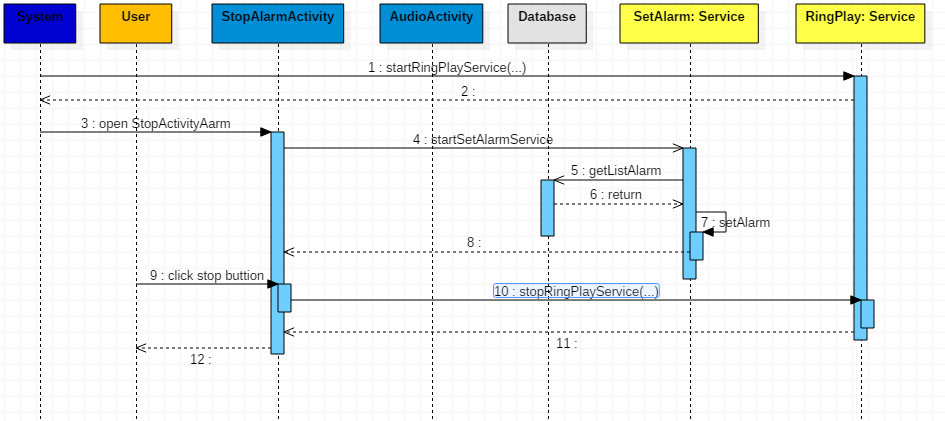 System
User
StopAlarmActivity
AudioActivity
Database
SetAlarm: Service
RingPlay: Service
1 : startRingPlayService(...)
2 :
3 : open StopActivityAarm
4 : startSetAlarmService
5 : getListAlarm
6 : return
7 : setAlarm
8 :
9 : click stop buttion
10 : stopRingPlayService(...)
11 :
12 :